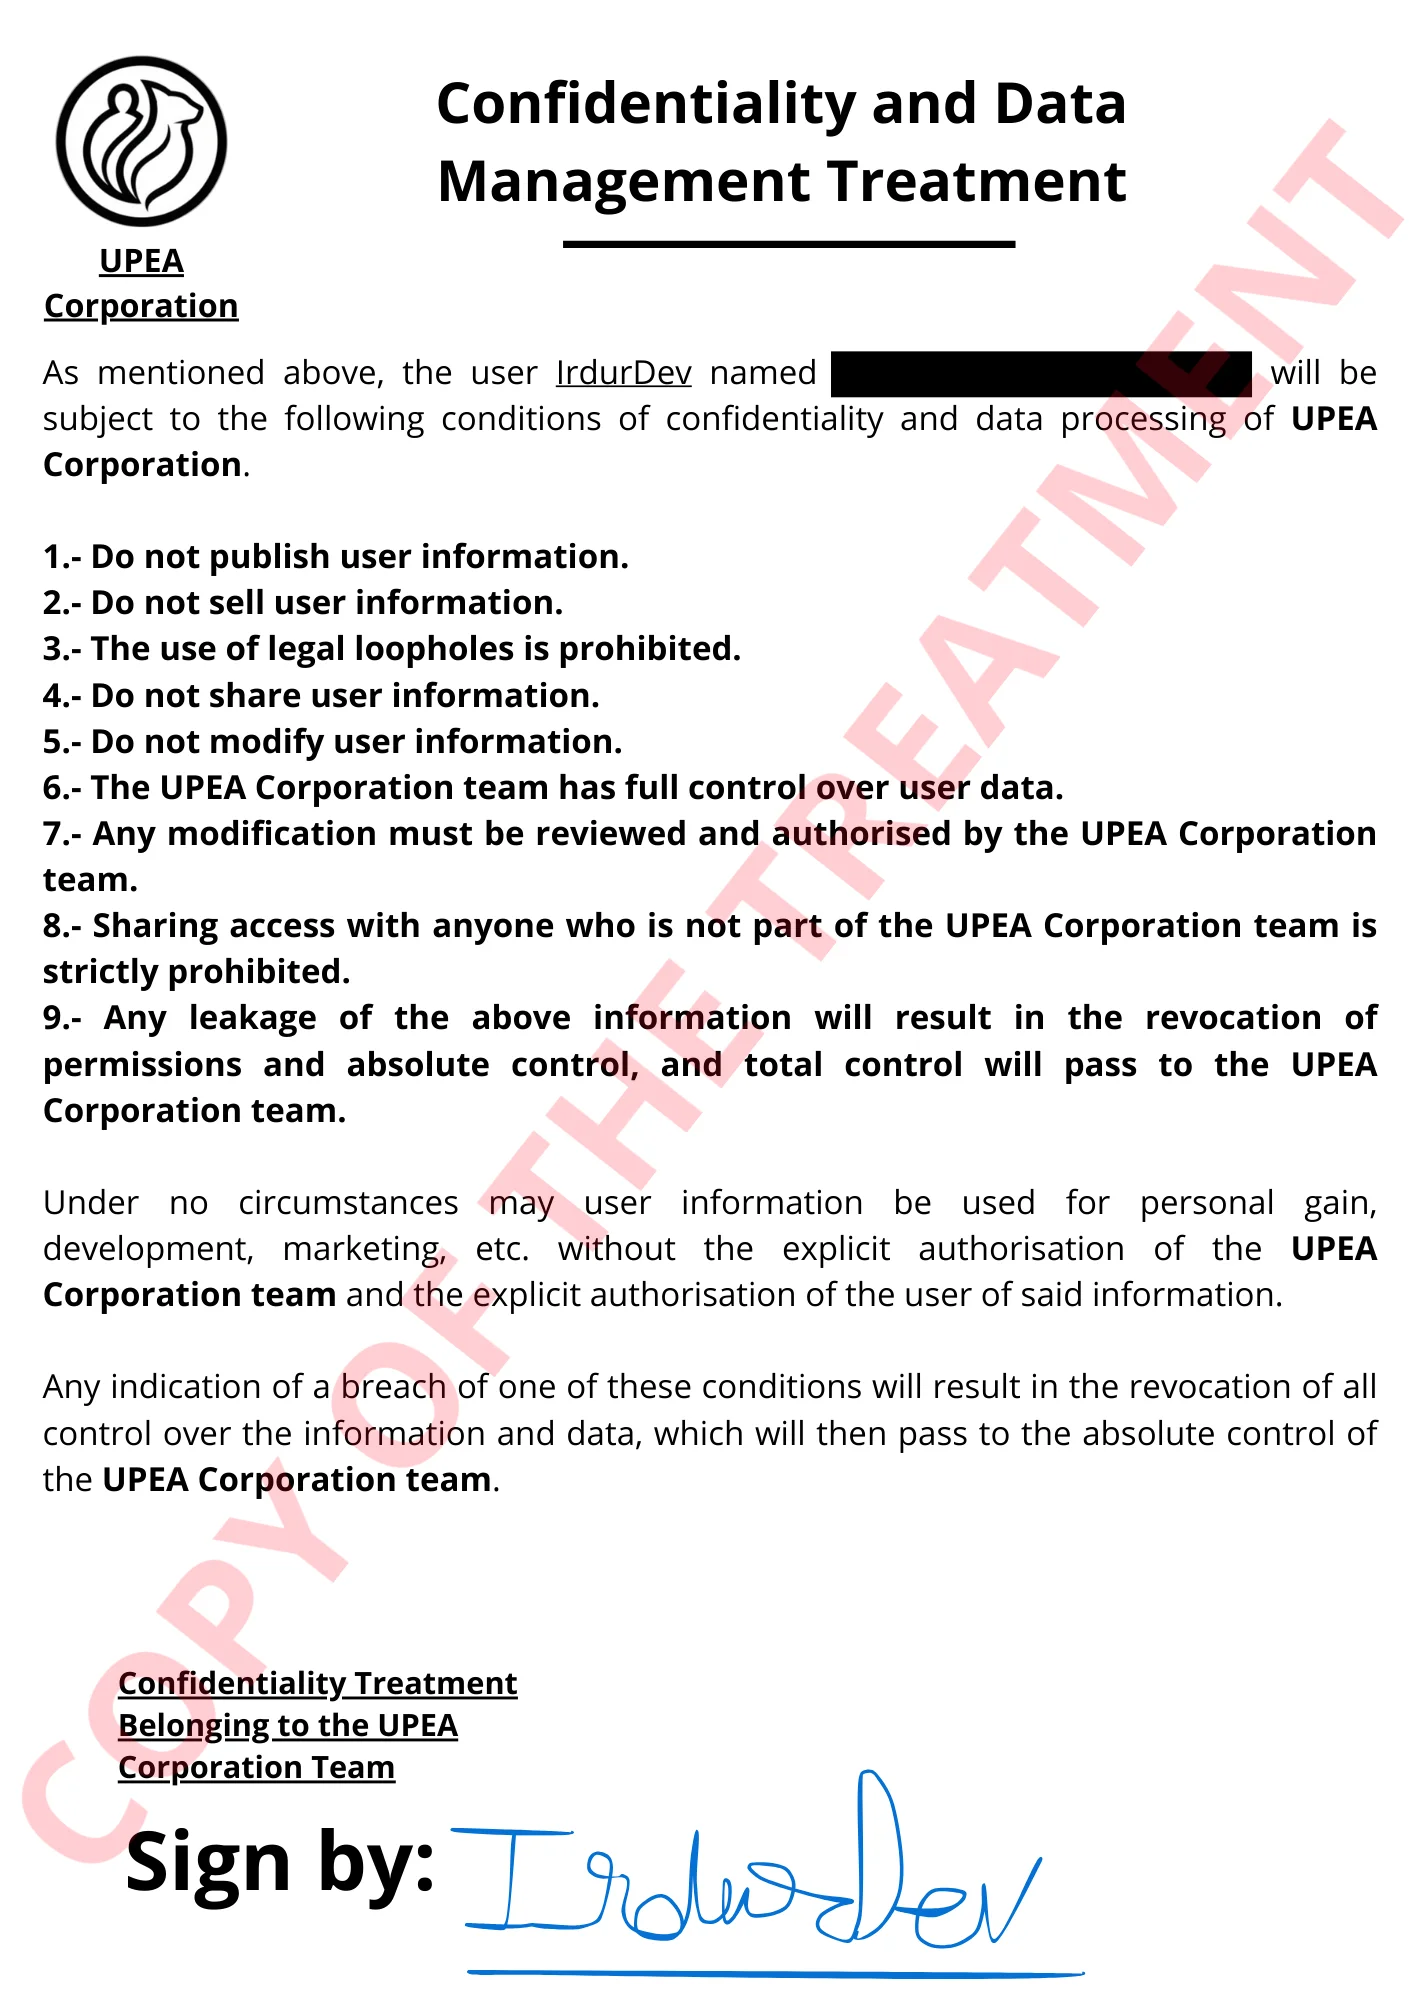 Confidentiality and Data
Management Treatment
UPEA
Corporation
As mentioned above, the user IrdurDev named will be
subject to the following conditions of confidentiality and data processing of UPEA
Corporation.
1.- Do not publish user information.
2.- Do not sell user information.
3.- The use of legal loopholes is prohibited.
4.- Do not share user information.
5.- Do not modify user information.
6.- The UPEA Corporation team has full control over user data.
7.- Any modification must be reviewed and authorised by the UPEA Corporation
team.
8.- Sharing access with anyone who is not part of the UPEA Corporation team is
strictly prohibited.
9.- Any leakage of the above information will result in the revocation of
permissions and absolute control, and total control will pass to the UPEA
Corporation team.
Under no circumstances may user information be used for personal gain,
development, marketing, etc. without the explicit authorisation of the UPEA
Corporation team and the explicit authorisation of the user of said information.
Any indication of a breach of one of these conditions will result in the revocation of all
control over the information and data, which will then pass to the absolute control of
the UPEA Corporation team.
Confidentiality Treatment
Belonging to the UPEA
Corporation Team
Sign by: IrdurDev
COPY OF THE TREATMENT